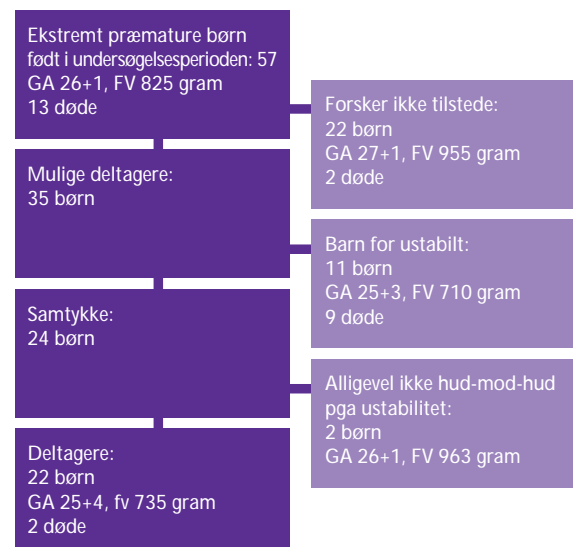 Ekstremt præmature børn
født i undersøgelsesperioden: 57
GA 26+1, FV 825 gram
13 døde
Forsker ikke tilstede:
22 børn
GA 27+1, FV 955 gram
2 døde
Mulige deltagere:
35 børn
Barn for ustabilt:
11 børn
GA 25+3, FV 710 gram
9 døde
Samtykke:
24 børn
Alligevel ikke hud-mod-hud
pga ustabilitet:
2 børn
GA 26+1, FV 963 gram
Deltagere:
22 børn
GA 25+4, fv 735 gram
2 døde